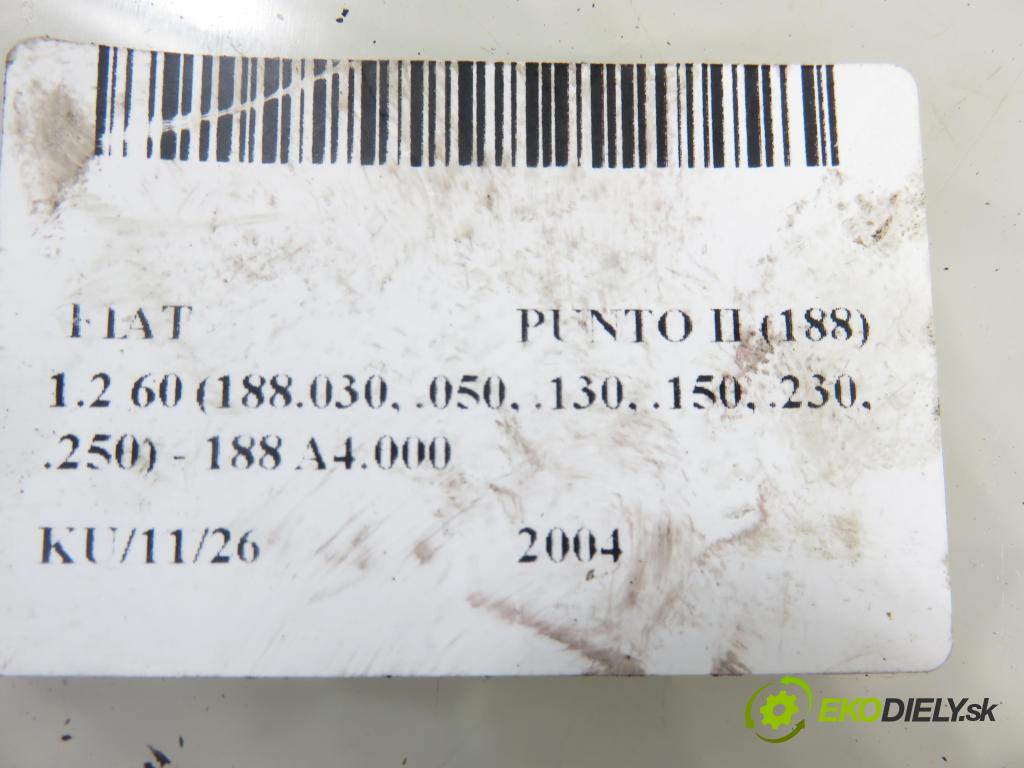 FIAT PUNTO II (188)
1.2 60 (188.030, .050, .130, .150, .230,
.250) - 188 A4.000
KU/11/26 2004
EKODIELY.sk